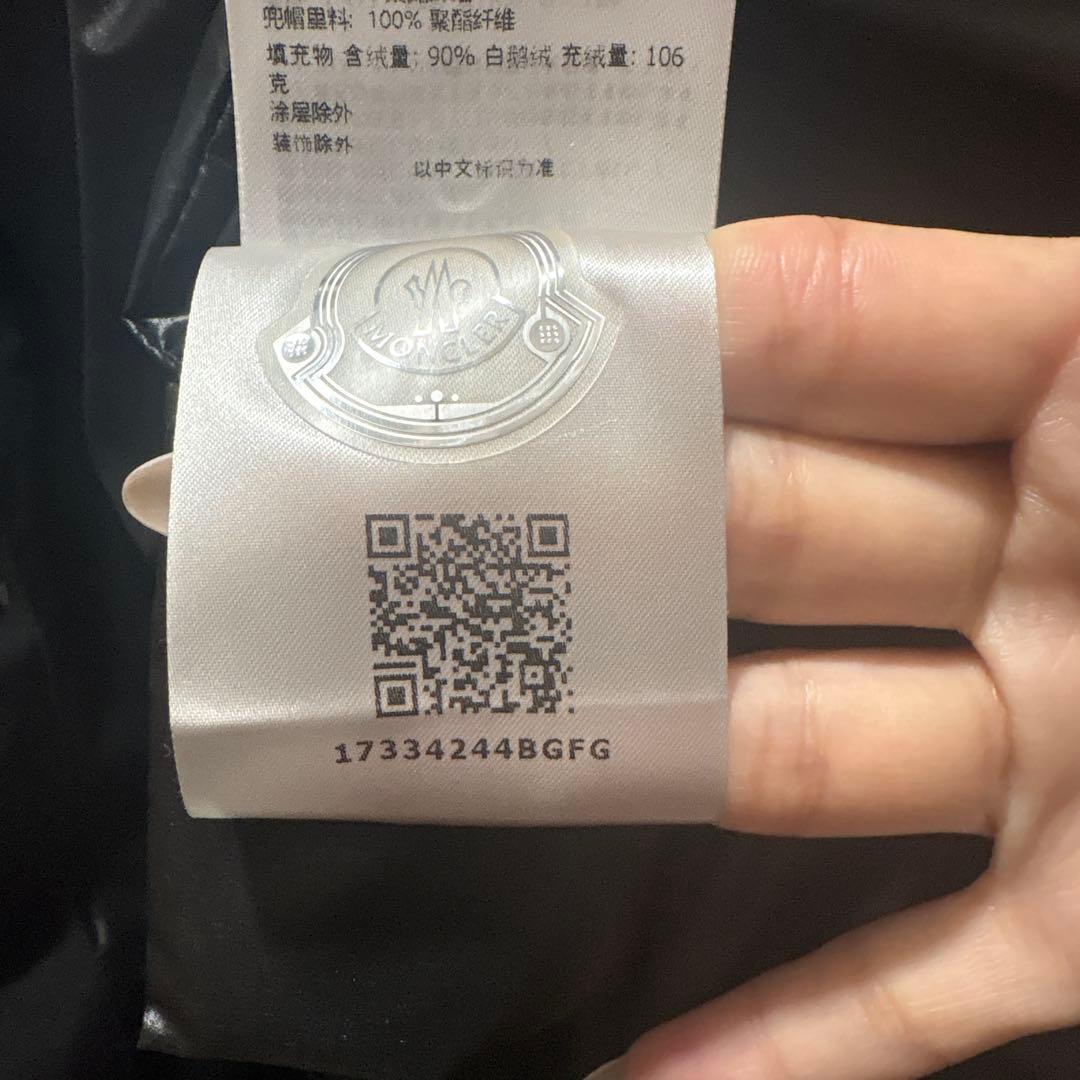 兜帽里料: 100% 聚酯纤维
填充物 含绒量: 90% 白鹅绒 充绒量: 106
克
涂层除外
装饰除外
以中文标识为准
MONCLER
17334244BGFG